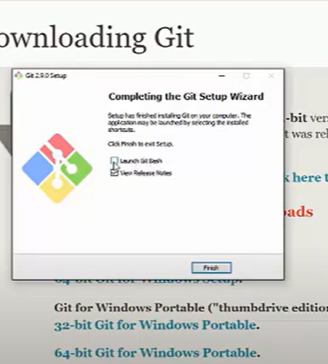 ownloading Git
Git 2.9.0 Setup
Completing the Git Setup Wizard
Setup has finished installing Git on your computer. The
application may be launched by selecting the installed
shortcuts.
Click Finish to exit Setup.
Launch Git Bash
View Release Notes
Finish
-bit ver
t was rel
k here t
ads
64-bit Git for Windows Setup.
Git for Windows Portable ("thumbdrive edition
32-bit Git for Windows Portable.
64-bit Git for Windows Portable.